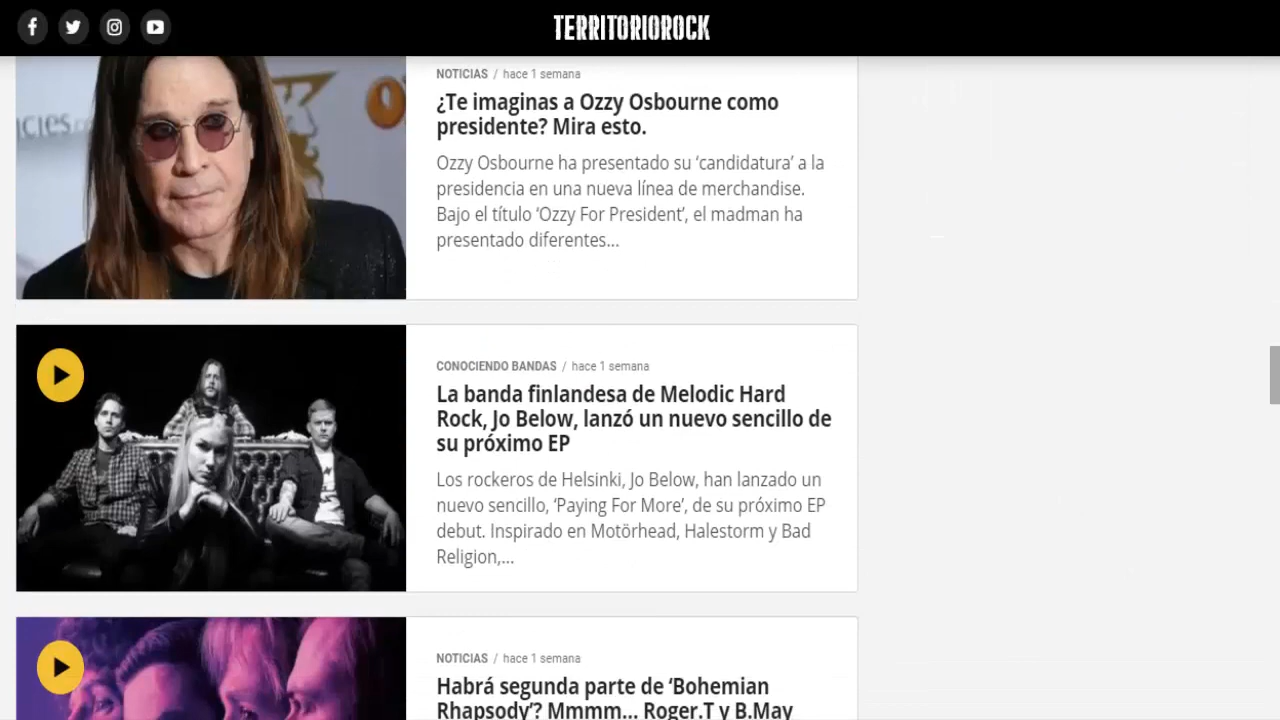 TERRITORIOROCK
NOTICIAS / hace 1 semana
¿Te imaginas a Ozzy Osbourne como
presidente? Mira esto.
Ozzy Osbourne ha presentado su ‘candidatura’ a la
presidencia en una nueva línea de merchandise.
Bajo el título ‘Ozzy For President’, el madman ha
presentado diferentes...
CONOCIENDO BANDAS / hace 1 semana
La banda finlandesa de Melodic Hard
Rock, Jo Below, lanzó un nuevo sencillo de
su próximo EP
Los rockeros de Helsinki, Jo Below, han lanzado un
nuevo sencillo, ‘Paying For More’, de su próximo EP
debut. Inspirado en Motörhead, Halestorm y Bad
Religion,...
NOTICIAS / hace 1 semana
Habrá segunda parte de ‘Bohemian
Rhapsody’? Mmmm... Roger.T y B.May